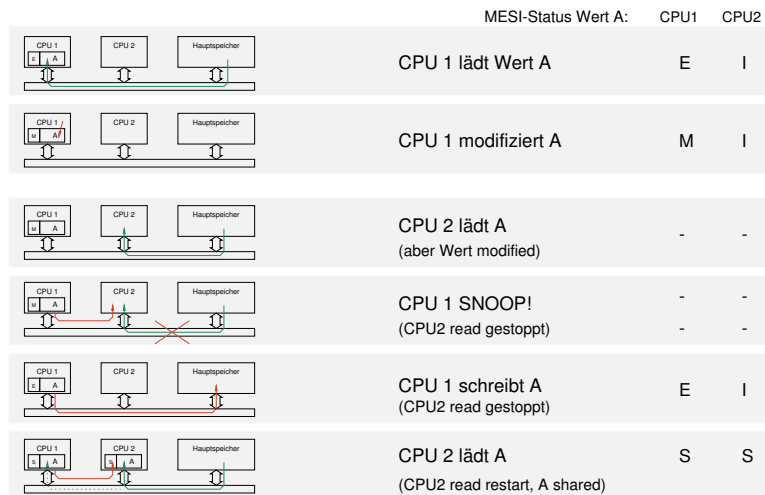 MESI-Status Wert A: CPU1 CPU2
CPU 1 CPU 2 Hauptspeicher
E A
CPU 1 lädt Wert A E I
CPU 1 CPU 2 Hauptspeicher
M A
CPU 1 modifiziert A M I
CPU 1 CPU 2 Hauptspeicher
M A
CPU 2 lädt A - -
(aber Wert modified)
CPU 1 CPU 2 Hauptspeicher
M A
CPU 1 SNOOP! - -
(CPU2 read gestoppt) - -
CPU 1 CPU 2 Hauptspeicher
E A
CPU 1 schreibt A E I
(CPU2 read gestoppt)
CPU 1 CPU 2 Hauptspeicher
S A S A
CPU 2 lädt A S S
(CPU2 read restart, A shared)